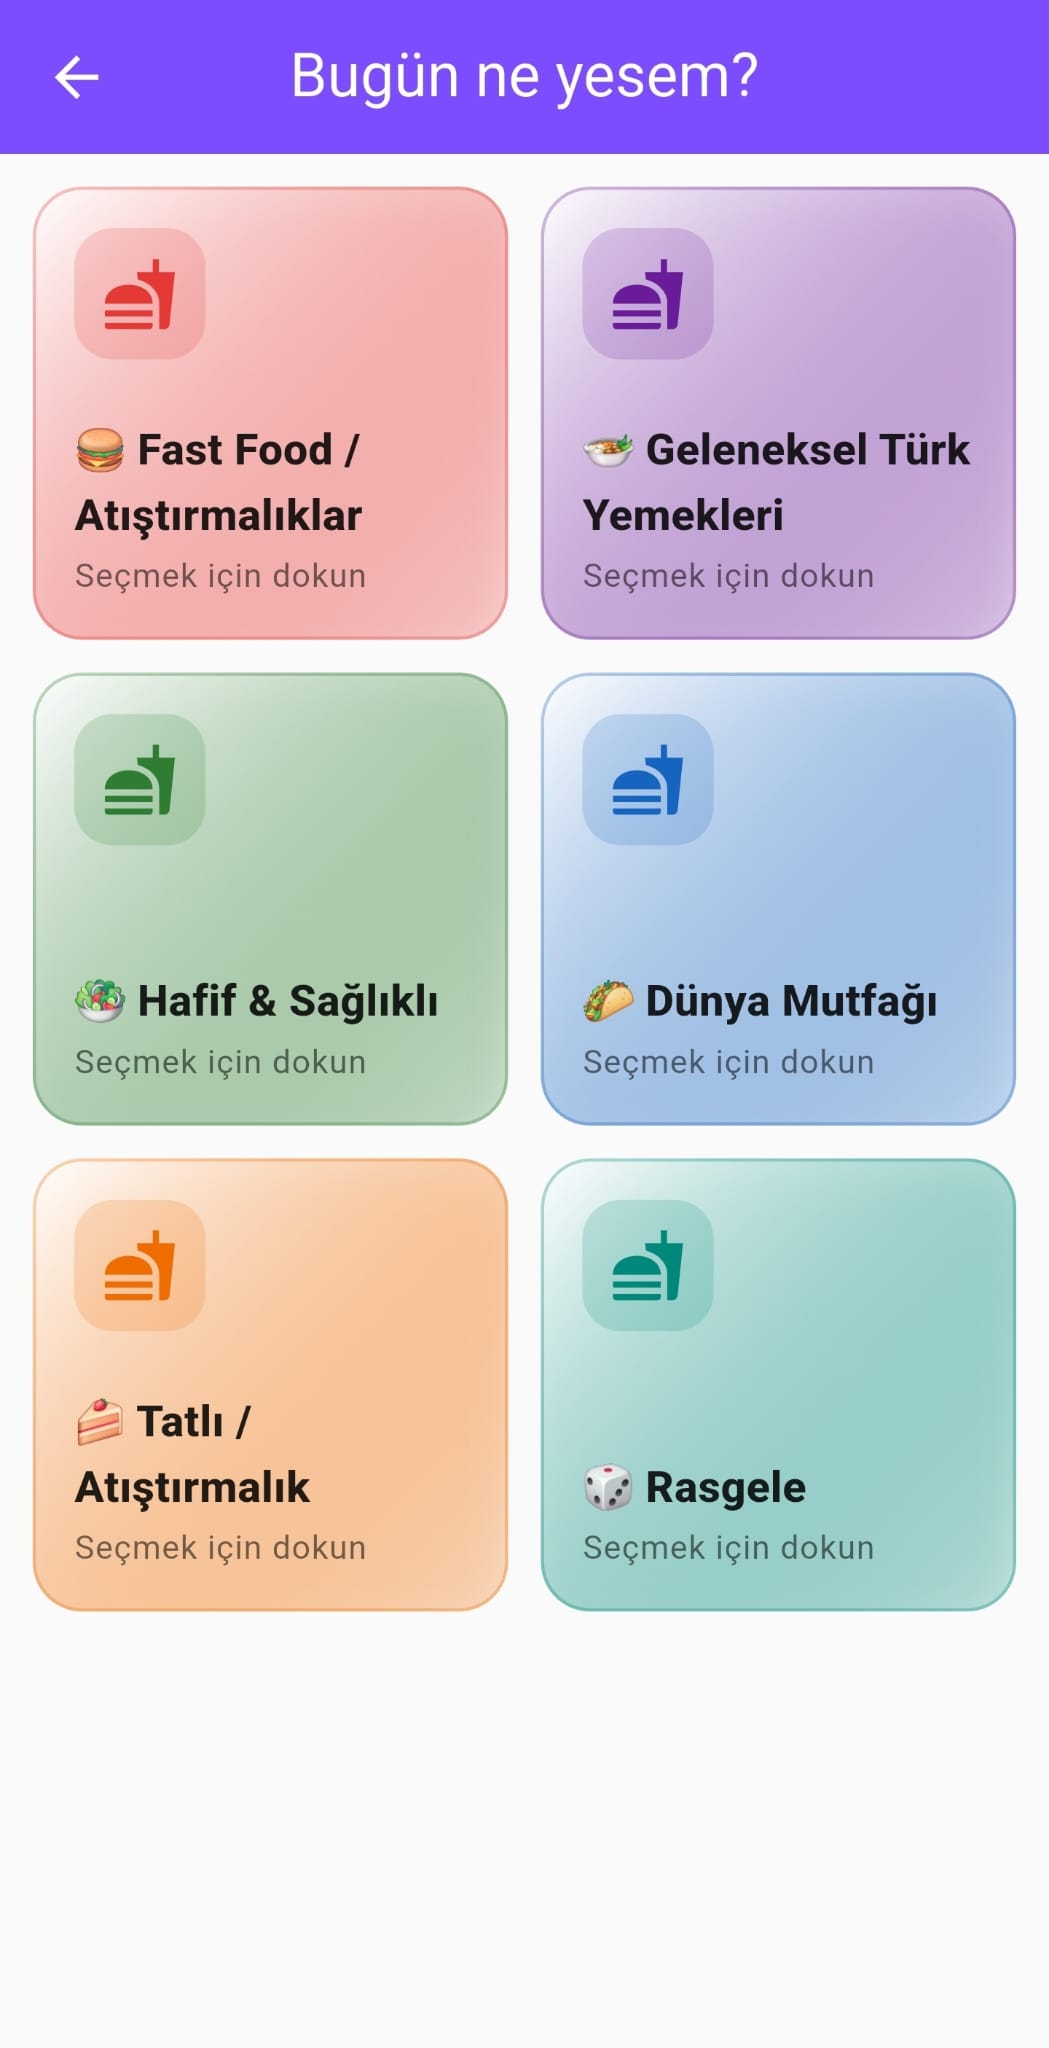 Bugün ne yesem?
🍔 Fast Food /
Atıştırmalıklar
Seçmek için dokun
🍲 Geleneksel Türk
Yemekleri
Seçmek için dokun
🥗 Hafif & Sağlıklı
Seçmek için dokun
🌮 Dünya Mutfağı
Seçmek için dokun
🍰 Tatlı /
Atıştırmalık
Seçmek için dokun
🎲 Rasgele
Seçmek için dokun